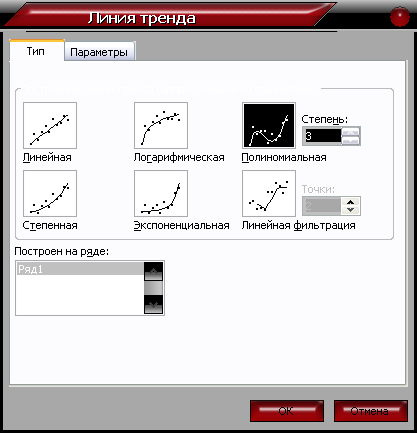 Линия тренда
Тип Параметры
Линейная Логарифмическая Полиномиальная Степень:
3
Степенная Экспоненциальная Линейная фильтрация Точки:
2
Построен на ряде:
Ряд1
OK Отмена